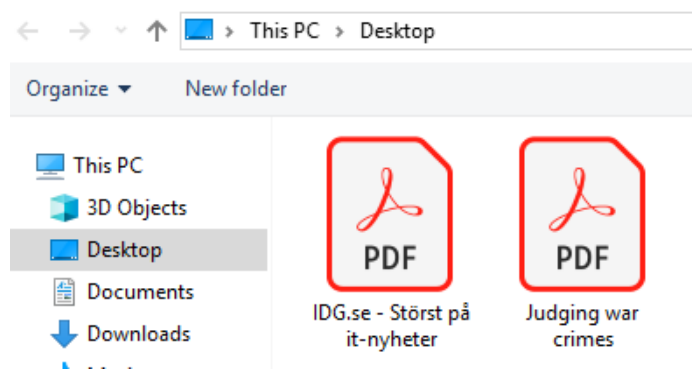 This PC > Desktop
Organize New folder
This PC
3D Objects
Desktop
Documents
Downloads
PDF
IDG.se - Störst på
it-nyheter
PDF
Judging war
crimes